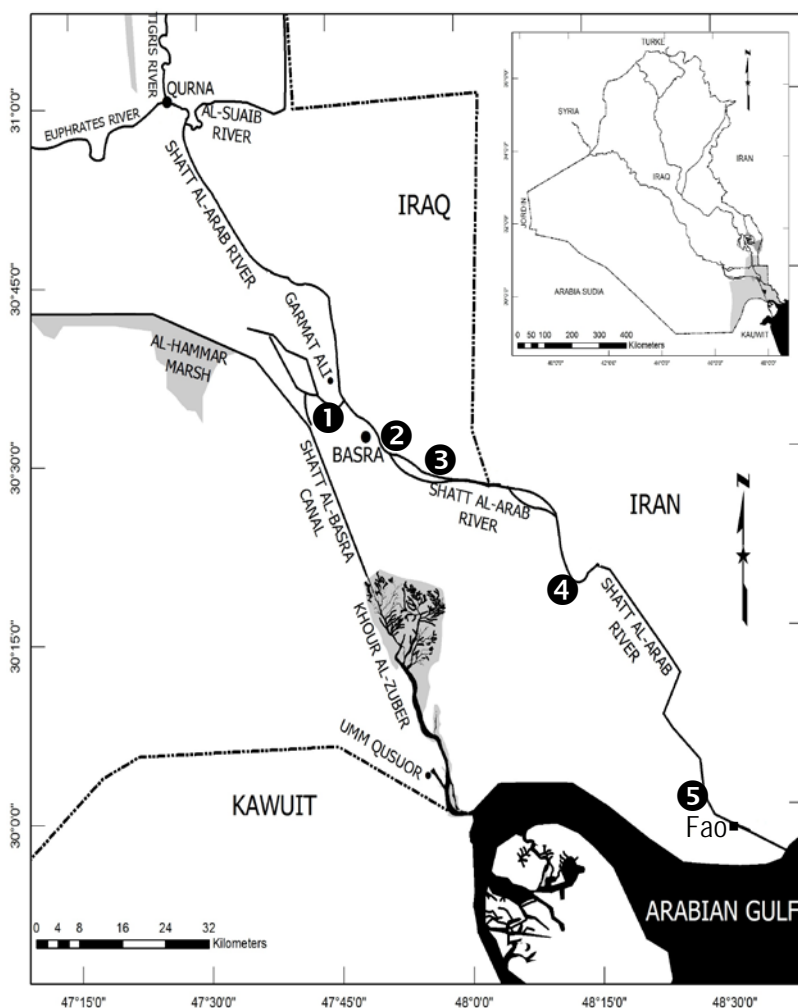 TIGRIS RIVER
QURNA
EUPHRATES RIVER
AL-SUAIB
RIVER
SHATT AL-ARAB RIVER
IRAQ
GARMAT ALI
AL-HAMMAR
MARSH
1
2
3
BASRA
SHATT AL-ARAB
RIVER
SHATT AL-BASRA
CANAL
IRAN
4
SHATT AL-ARAB
RIVER
KHOUR AL-ZUBER
UMM QUSUOR
KAWUIT
5
Fao
ARABIAN GULF
N
0 4 8 16 24 32
Kilometers
31°0'0"
30°45'0"
30°30'0"
30°15'0"
30°0'0"
47°15'0"
47°30'0"
47°45'0"
48°0'0"
48°15'0"
48°30'0"
TURKE
N
SYRIA
IRAN
IRAQ
JORDIN
ARABIA SUDIA
KAUWIT
0 50 100 200 300 400
Kilometers